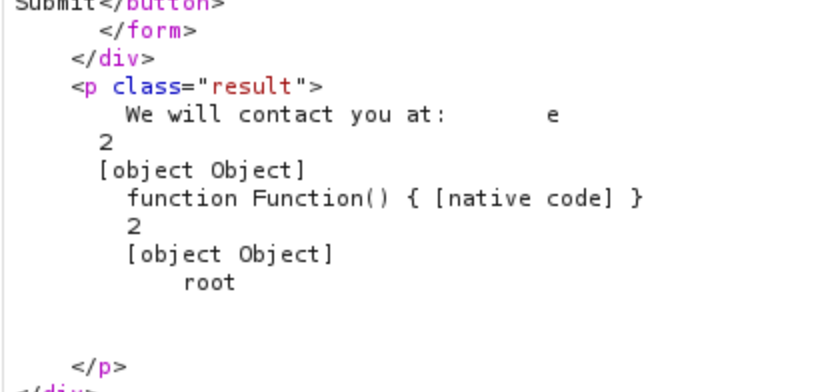 Submit</button>
</form>
</div>
<p class="result">
We will contact you at: e
2
[object Object]
function Function() { [native code] }
2
[object Object]
root
</p>
</div>